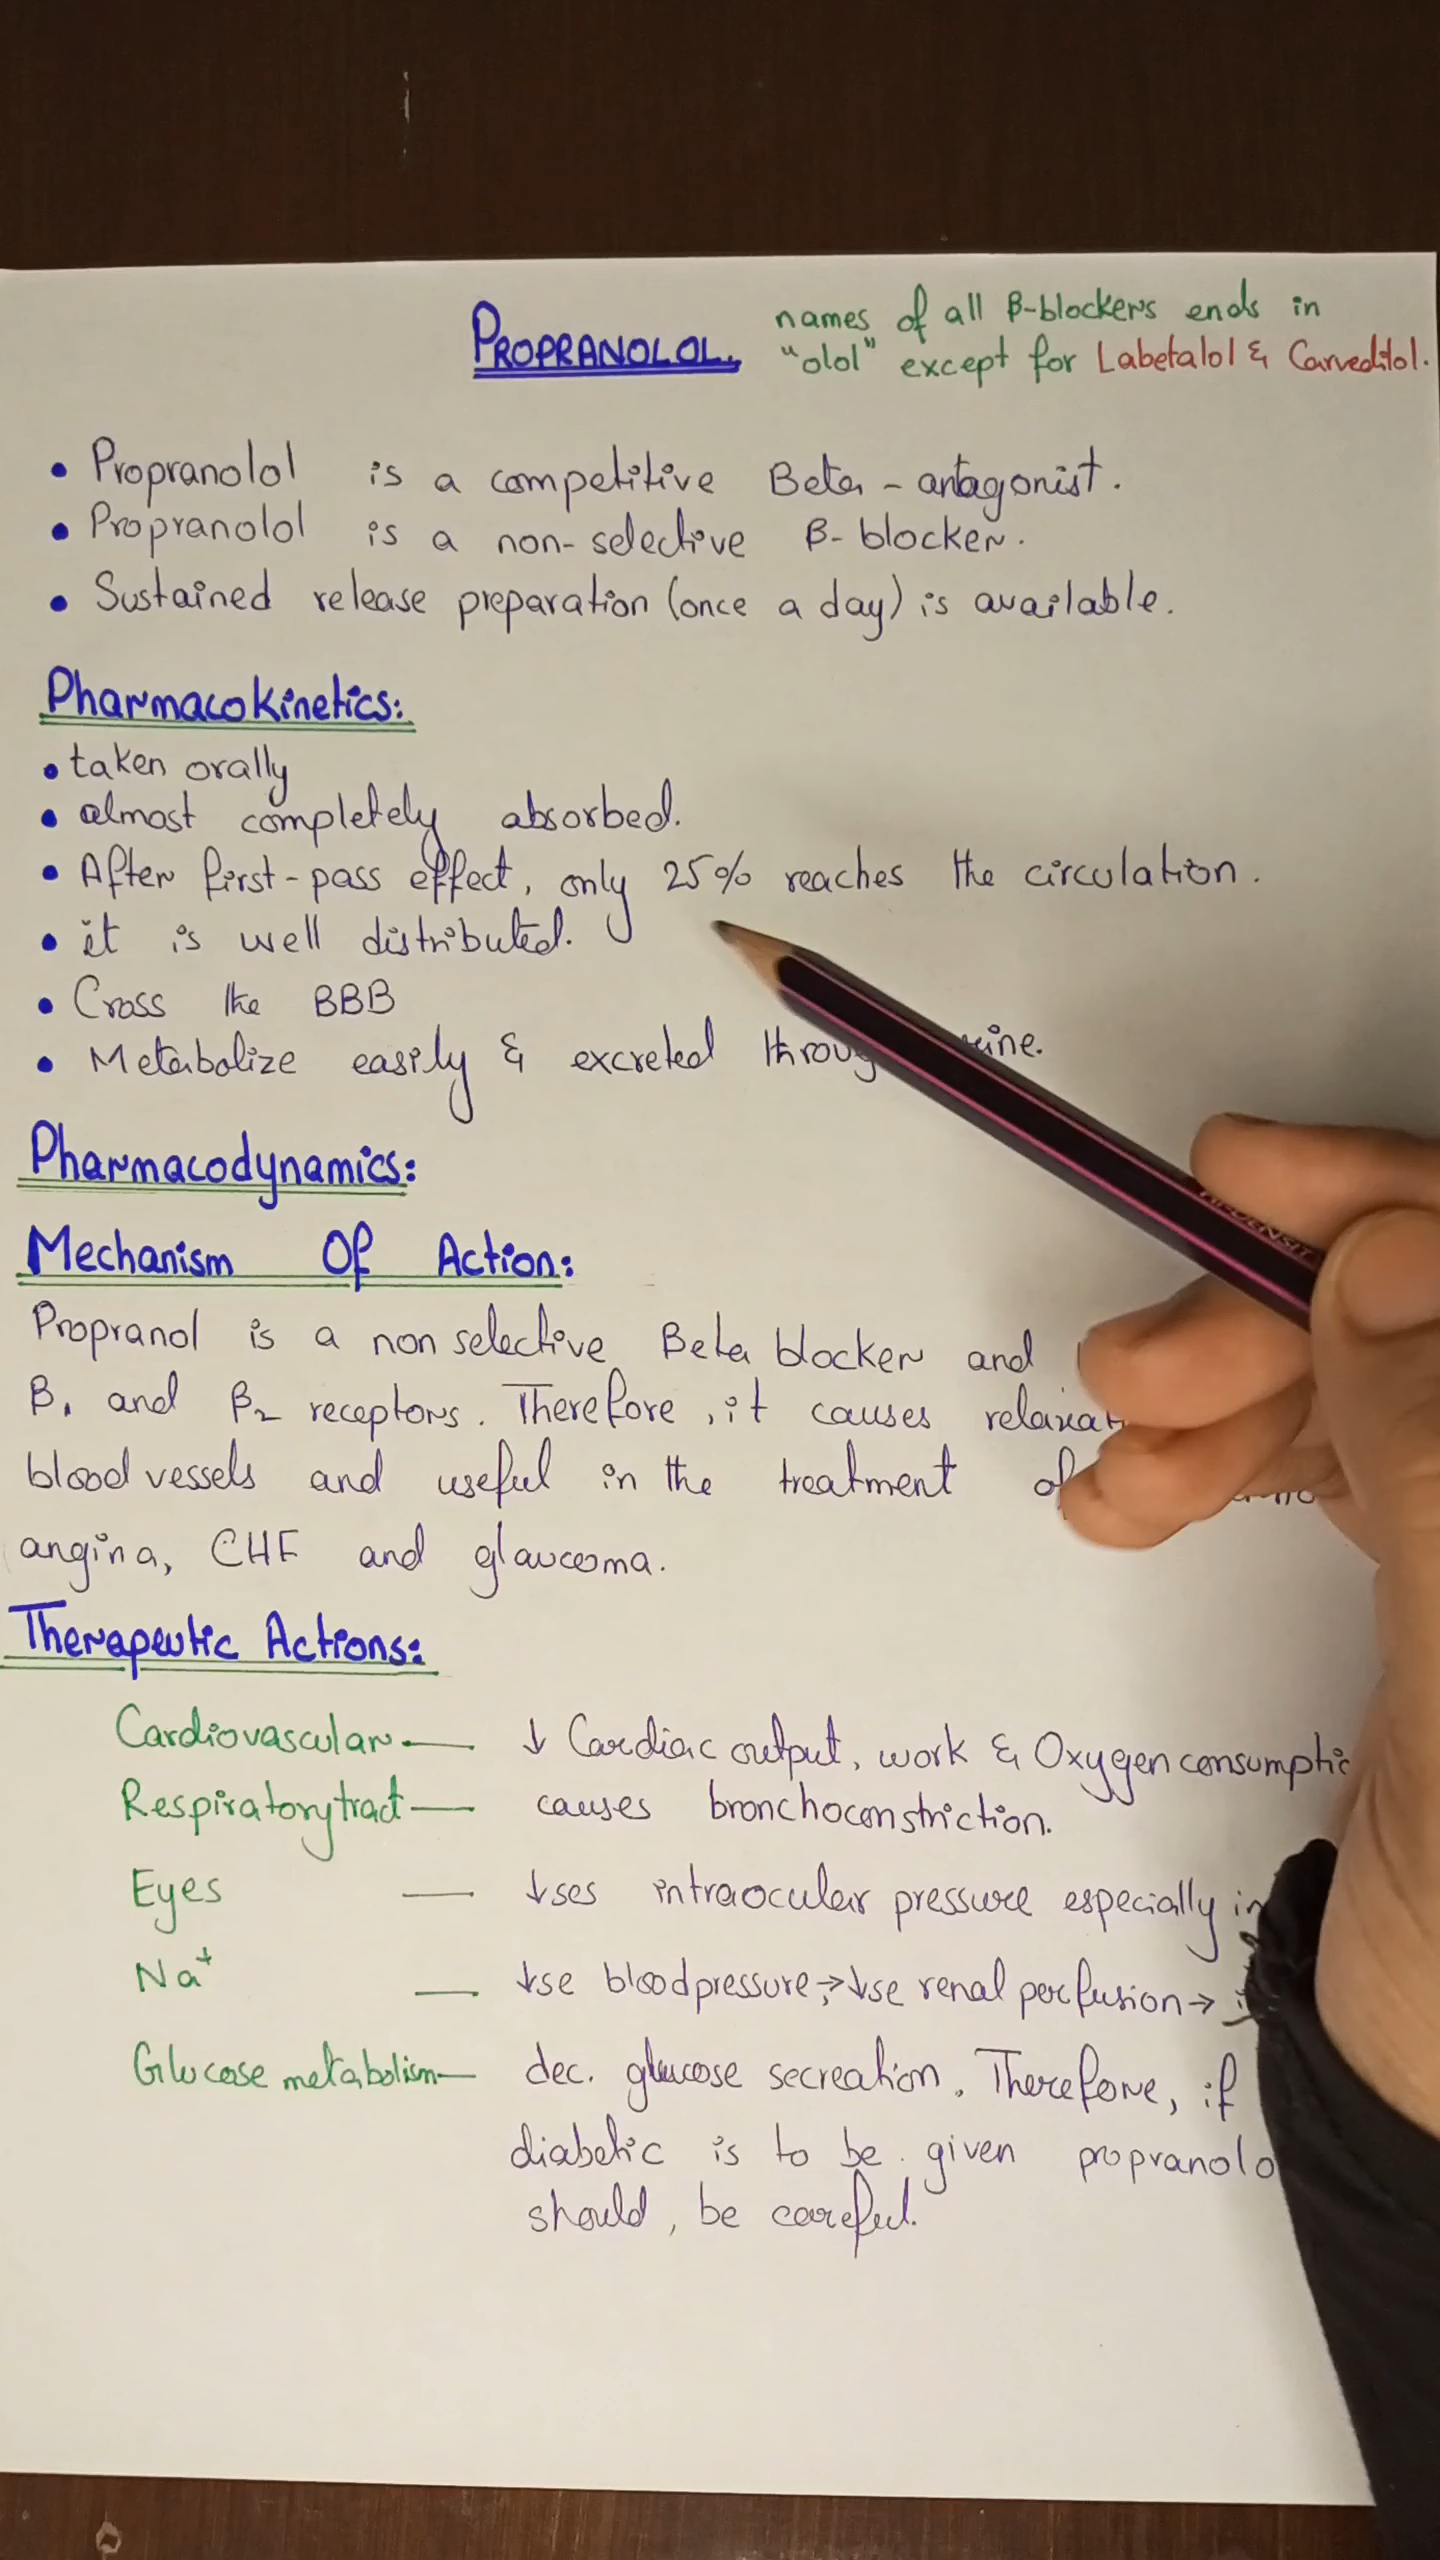 PROPRANOLOL,
names of all β-blockers ends in
"olol" except for Labetalol & Carvedilol.
• Propranolol is a competitive Beta-antagonist.
• Propranolol is a non-selective β-blocker.
• Sustained release preparation (once a day) is available.
Pharmacokinetics:
• taken orally
• almost completely absorbed.
• After first-pass effect, only 25% reaches the circulation.
• it is well distributed.
• Cross the BBB
• Metabolize easily & excreted
Pharmacodynamics:
Mechanism Of Action:
Propranol is a non selective Beta blocker and
β₁ and β₂ receptors. Therefore, it causes
blood vessels and useful in the treatment of
angina, CHF and glaucoma.
Therapeutic Actions:
Cardiovascular — ↓ Cardiac output, work & Oxygen
Respiratory tract — causes bronchoconstriction.
Eyes — ↓ses intraocular pressure especially in
Na⁺ — ↓se blood pressure, → ↓se renal perfusion →
Glucose metabolism — dec. glucose secreation. Therefore, if
diabetic is to be given
should, be careful.